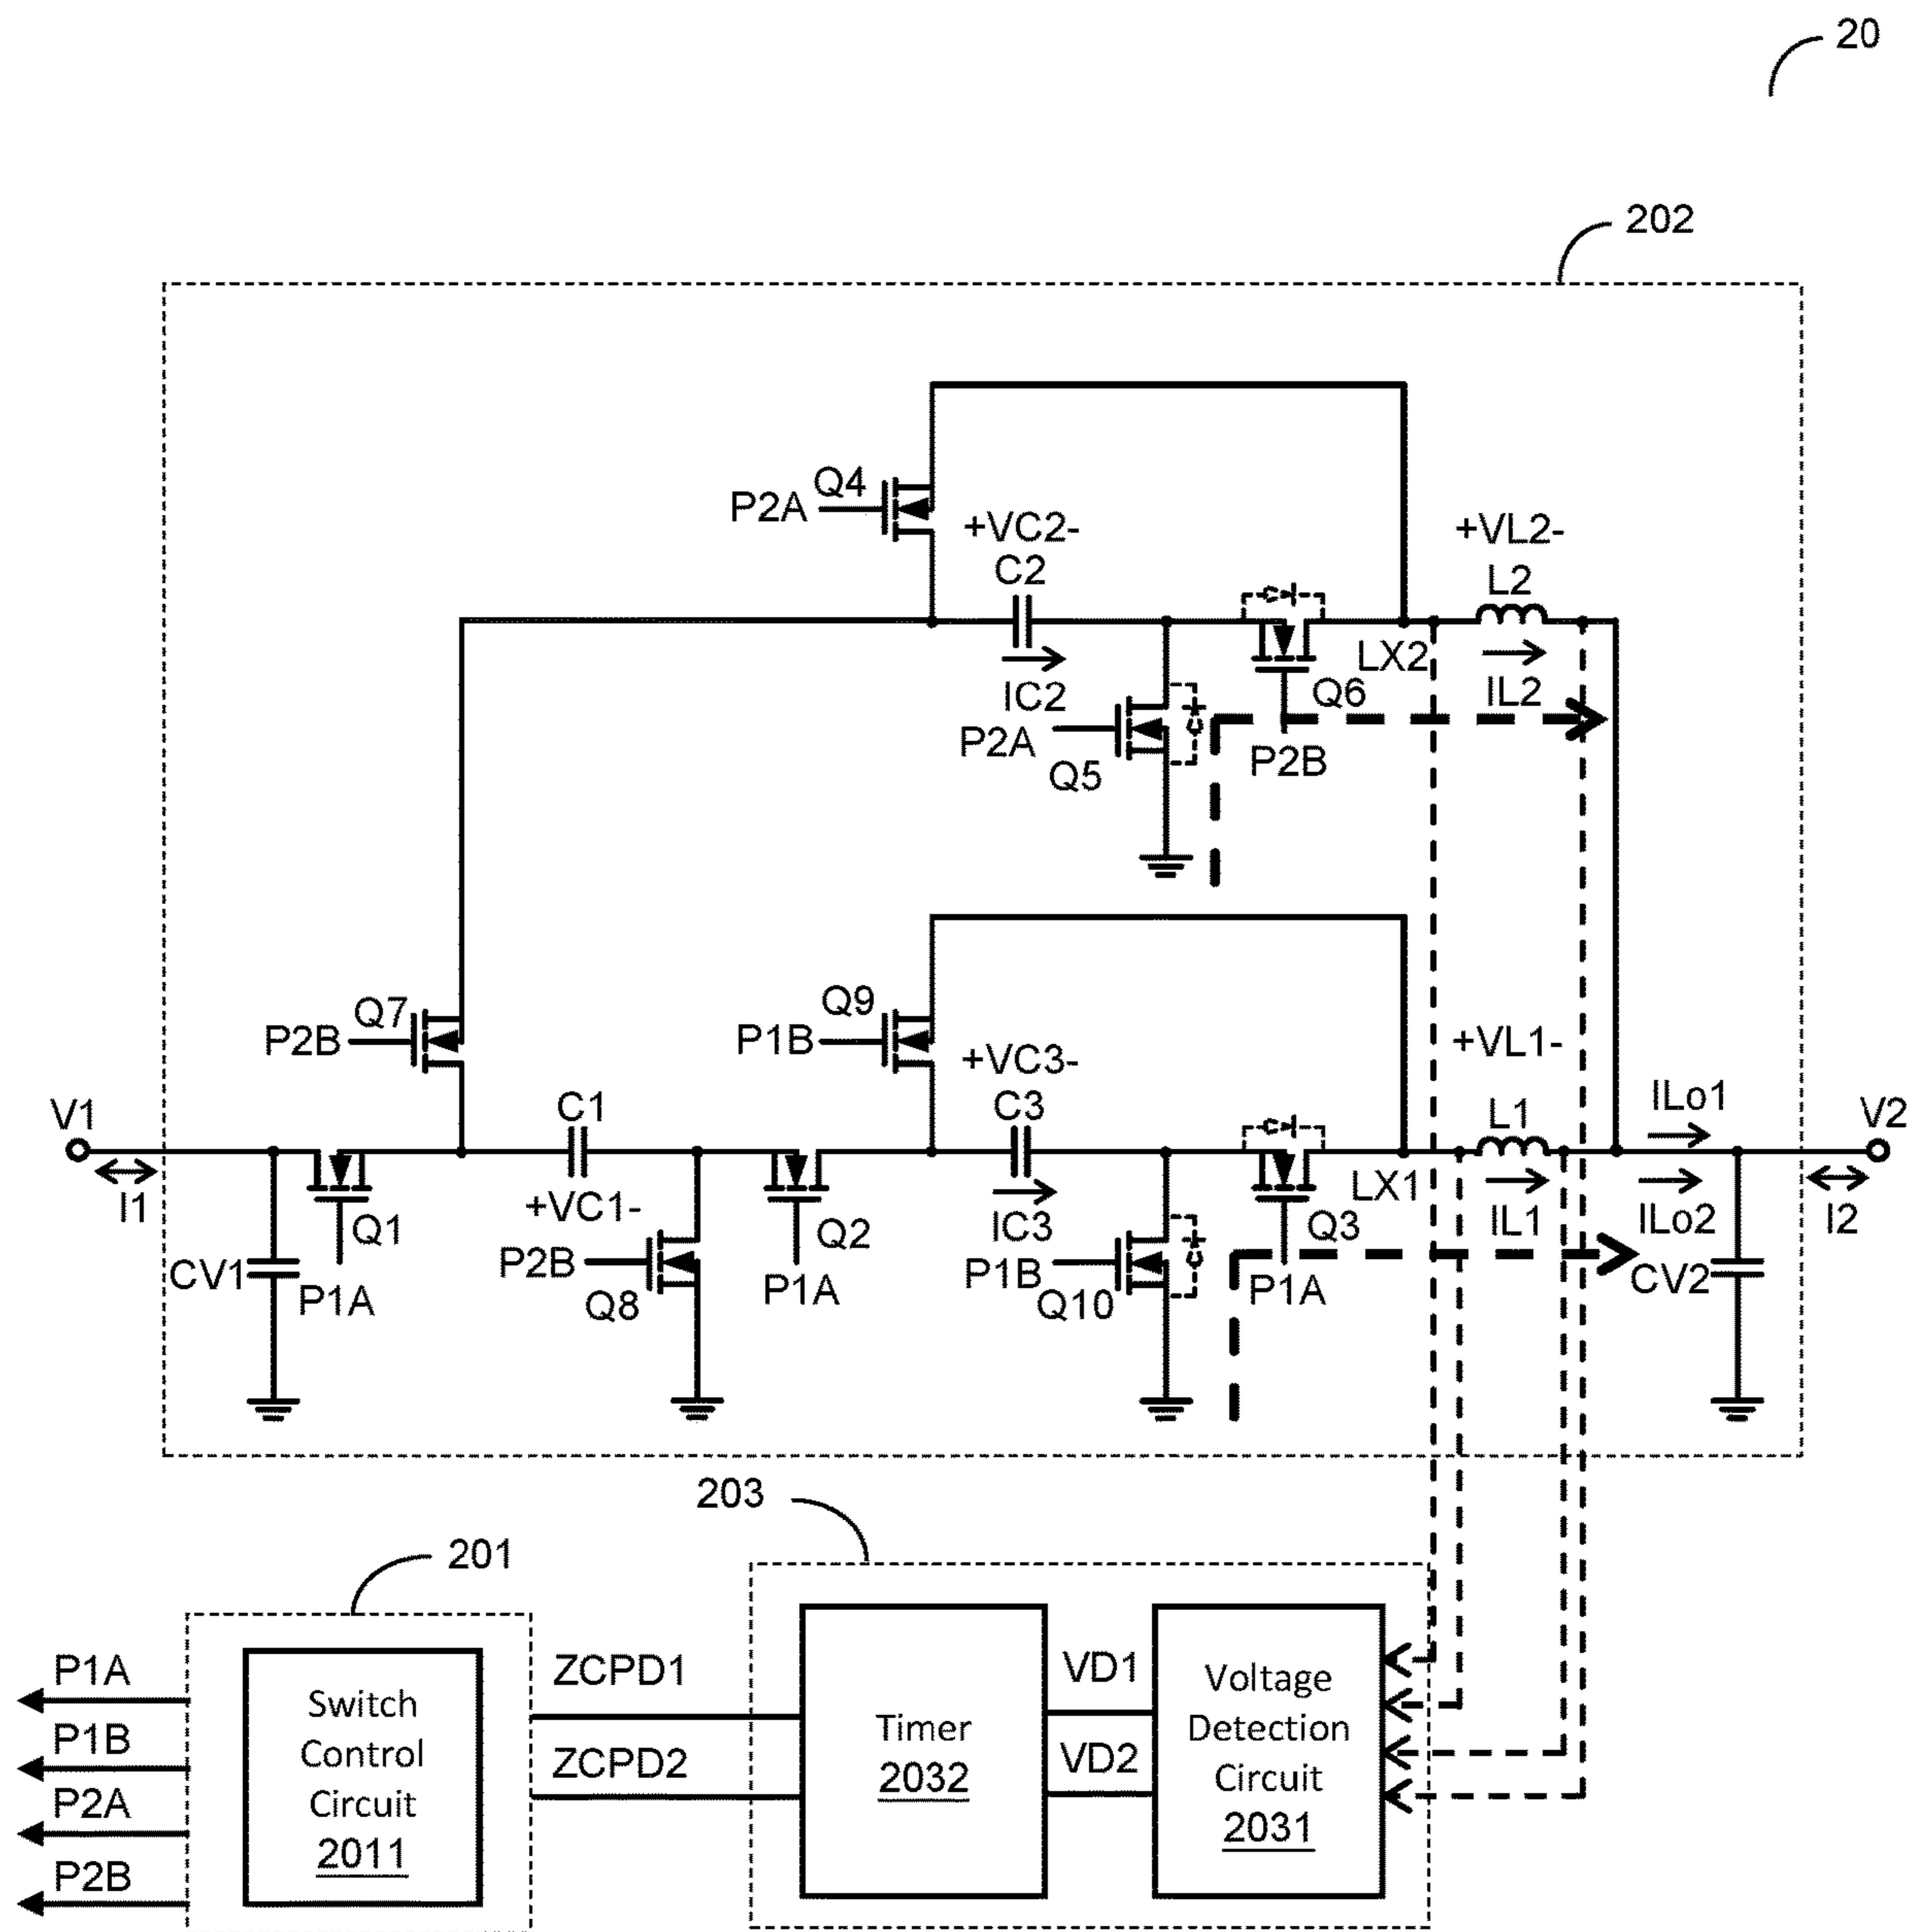 20
202
Q4
P2A
+VC2-
C2
IC2
+VL2-
L2
LX2
IL2
Q6
P2B
P2A
Q5
Q7
P2B
Q9
P1B
+VC3-
C3
IC3
+VL1-
L1
LX1
IL1
ILo1
ILo2
V1
I1
V2
I2
C1
+VC1-
Q1
P1A
CV1
P2B
Q8
Q2
P1A
P1B
Q10
Q3
P1A
CV2
203
201
P1A
P1B
P2A
P2B
Switch
Control
Circuit
2011
ZCPD1
ZCPD2
Timer
2032
VD1
VD2
Voltage
Detection
Circuit
2031